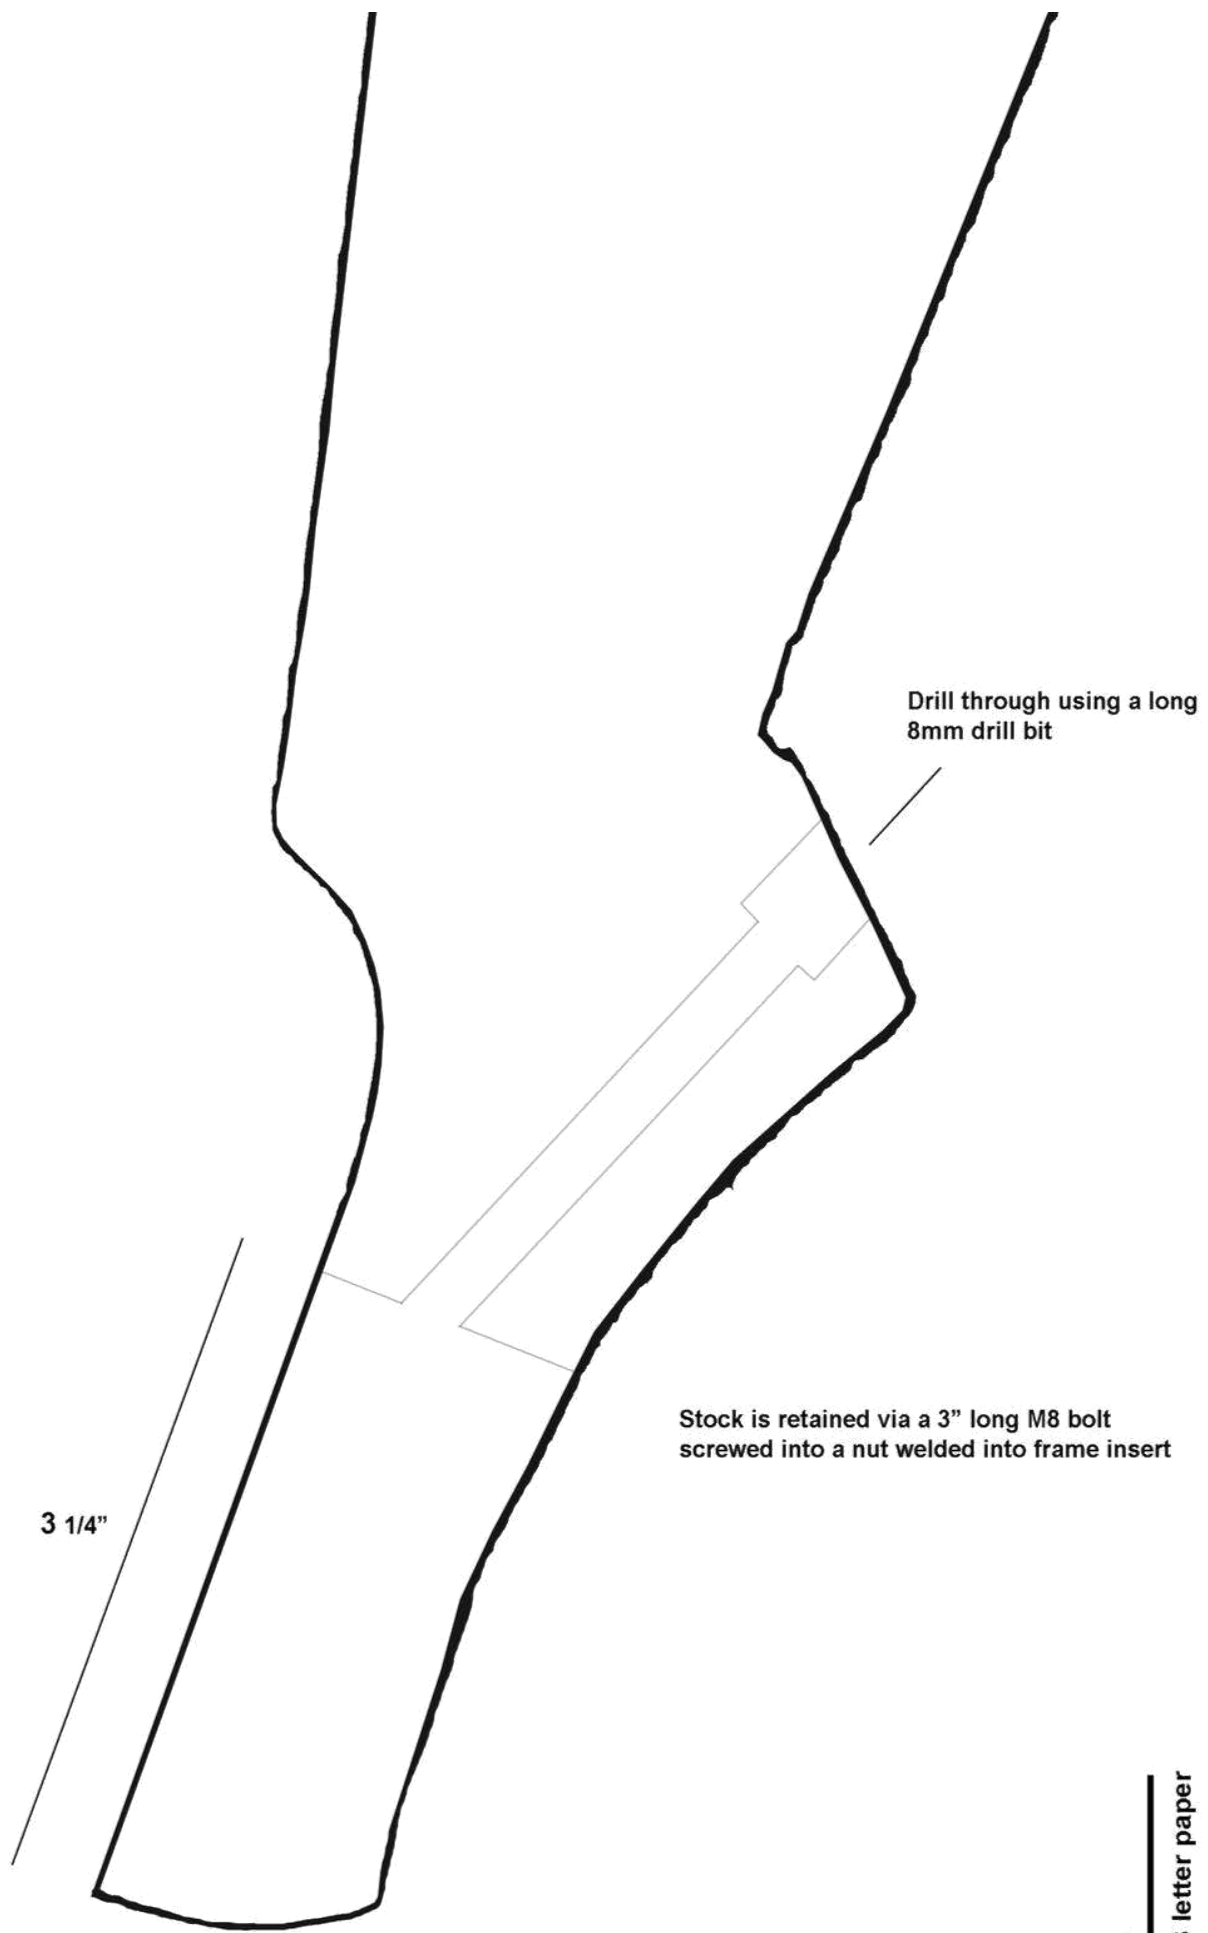 Drill through using a long
8mm drill bit
Stock is retained via a 3” long M8 bolt
screwed into a nut welded into frame insert
3 1/4”
letter paper